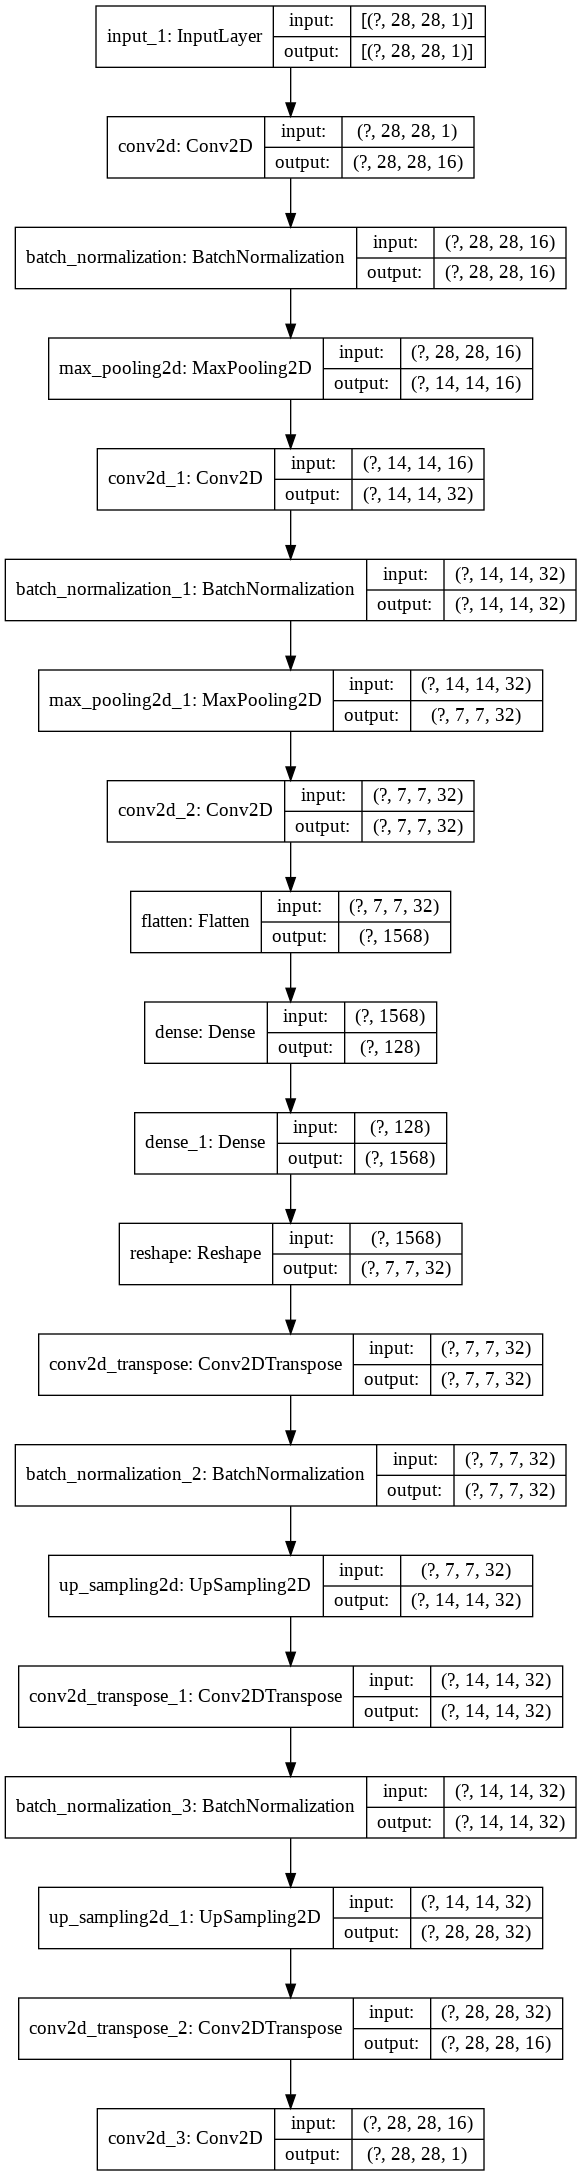 input_1: InputLayer
input: [(?, 28, 28, 1)]
output: [(?, 28, 28, 1)]
conv2d: Conv2D
input: (?, 28, 28, 1)
output: (?, 28, 28, 16)
batch_normalization: BatchNormalization
input: (?, 28, 28, 16)
output: (?, 28, 28, 16)
max_pooling2d: MaxPooling2D
input: (?, 28, 28, 16)
output: (?, 14, 14, 16)
conv2d_1: Conv2D
input: (?, 14, 14, 16)
output: (?, 14, 14, 32)
batch_normalization_1: BatchNormalization
input: (?, 14, 14, 32)
output: (?, 14, 14, 32)
max_pooling2d_1: MaxPooling2D
input: (?, 14, 14, 32)
output: (?, 7, 7, 32)
conv2d_2: Conv2D
input: (?, 7, 7, 32)
output: (?, 7, 7, 32)
flatten: Flatten
input: (?, 7, 7, 32)
output: (?, 1568)
dense: Dense
input: (?, 1568)
output: (?, 128)
dense_1: Dense
input: (?, 128)
output: (?, 1568)
reshape: Reshape
input: (?, 1568)
output: (?, 7, 7, 32)
conv2d_transpose: Conv2DTranspose
input: (?, 7, 7, 32)
output: (?, 7, 7, 32)
batch_normalization_2: BatchNormalization
input: (?, 7, 7, 32)
output: (?, 7, 7, 32)
up_sampling2d: UpSampling2D
input: (?, 7, 7, 32)
output: (?, 14, 14, 32)
conv2d_transpose_1: Conv2DTranspose
input: (?, 14, 14, 32)
output: (?, 14, 14, 32)
batch_normalization_3: BatchNormalization
input: (?, 14, 14, 32)
output: (?, 14, 14, 32)
up_sampling2d_1: UpSampling2D
input: (?, 14, 14, 32)
output: (?, 28, 28, 32)
conv2d_transpose_2: Conv2DTranspose
input: (?, 28, 28, 32)
output: (?, 28, 28, 16)
conv2d_3: Conv2D
input: (?, 28, 28, 16)
output: (?, 28, 28, 1)